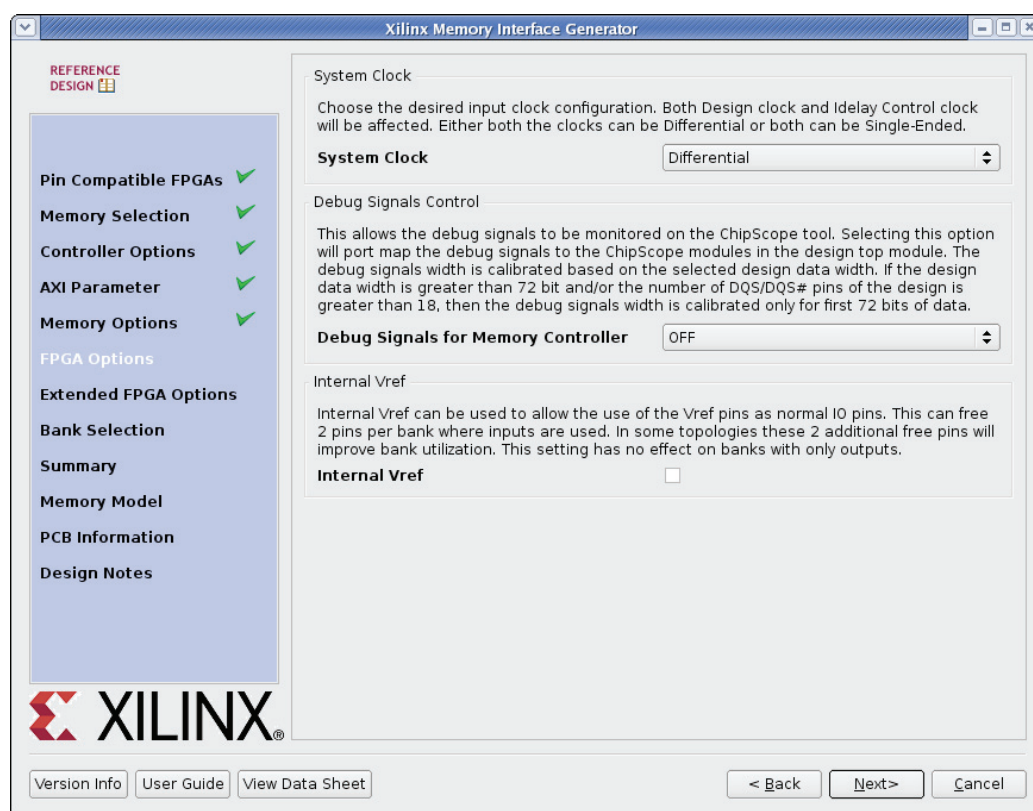 Xilinx Memory Interface Generator
REFERENCE
DESIGN
Pin Compatible FPGAs
Memory Selection
Controller Options
AXI Parameter
Memory Options
FPGA Options
Extended FPGA Options
Bank Selection
Summary
Memory Model
PCB Information
Design Notes
XILINX®
System Clock
Choose the desired input clock configuration. Both Design clock and Idelay Control clock
will be affected. Either both the clocks can be Differential or both can be Single-Ended.
System Clock Differential
Debug Signals Control
This allows the debug signals to be monitored on the ChipScope tool. Selecting this option
will port map the debug signals to the ChipScope modules in the design top module. The
debug signals width is calibrated based on the selected design data width. If the design
data width is greater than 72 bit and/or the number of DQS/DQS# pins of the design is
greater than 18, then the debug signals width is calibrated only for first 72 bits of data.
Debug Signals for Memory Controller OFF
Internal Vref
Internal Vref can be used to allow the use of the Vref pins as normal IO pins. This can free
2 pins per bank where inputs are used. In some topologies these 2 additional free pins will
improve bank utilization. This setting has no effect on banks with only outputs.
Internal Vref
Version Info User Guide View Data Sheet < Back Next> Cancel